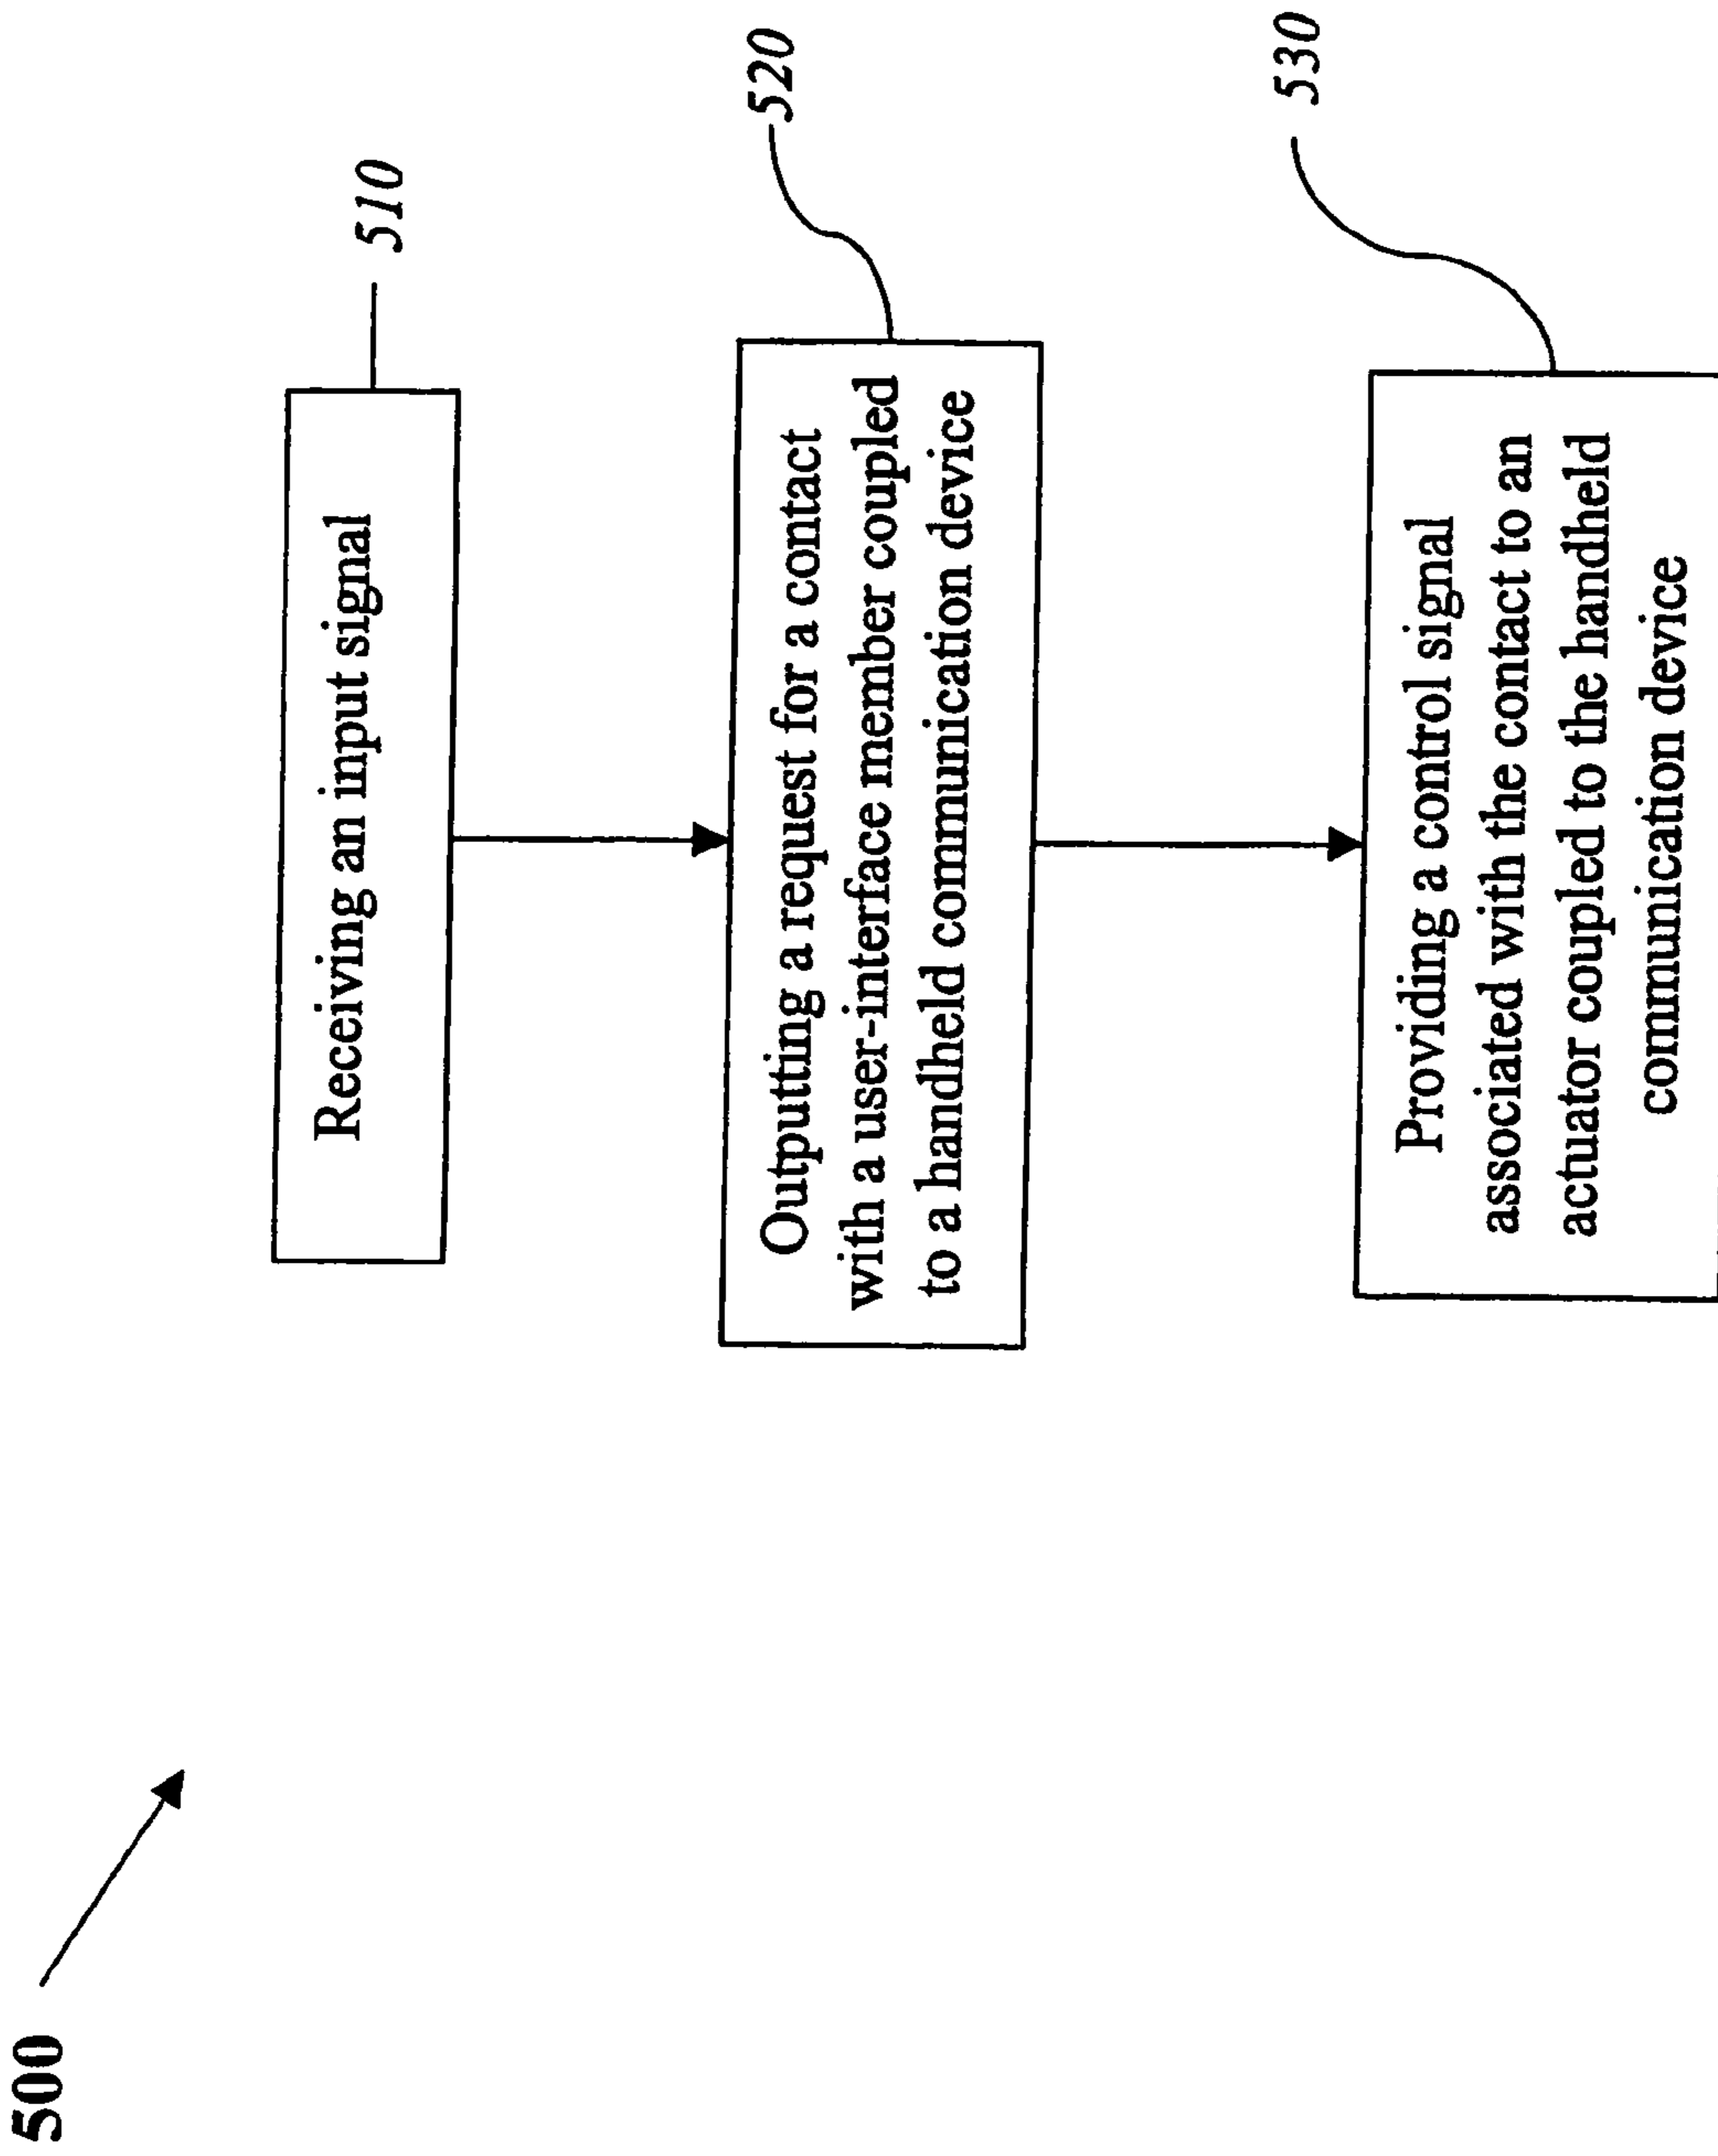 500
510
Receiving an input signal
520
Outputting a request for a contact
with a user-interface member coupled
to a handheld communication device
530
Providing a control signal
associated with the contact to an
actuator coupled to the handheld
communication device